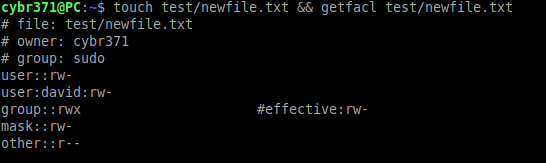 cybr371@PC:~$ touch test/newfile.txt && getfacl test/newfile.txt
# file: test/newfile.txt
# owner: cybr371
# group: sudo
user::rw-
user:david:rw-
group::rwx                      #effective:rw-
mask::rw-
other::r--